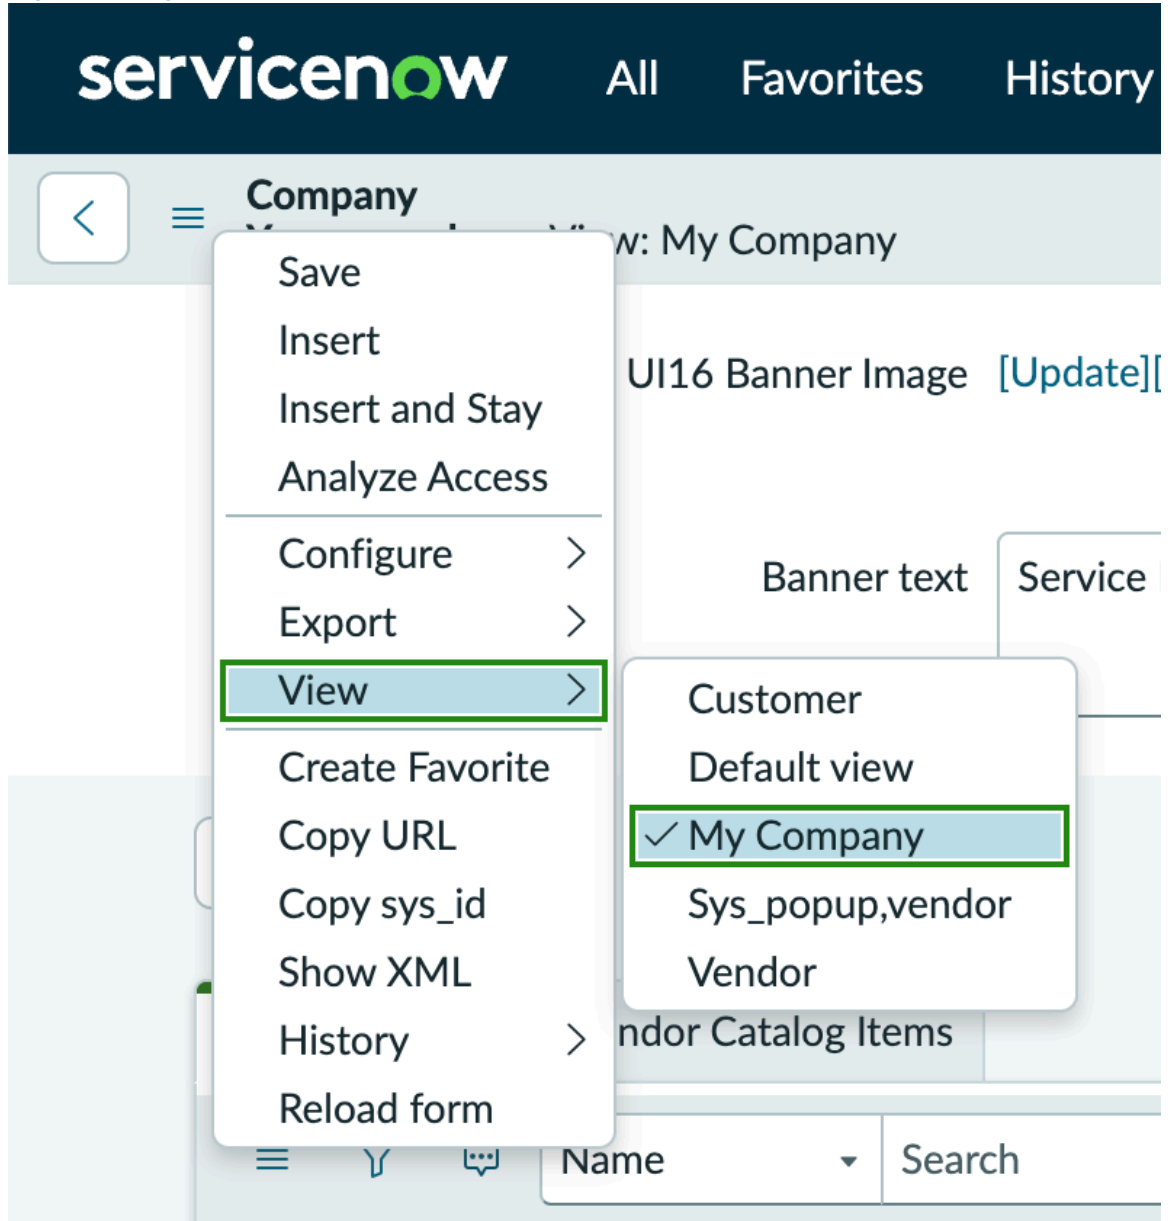 servicenow All Favorites History
Company
View: My Company
Save
Insert
Insert and Stay
Analyze Access
Configure
Export
View
Create Favorite
Copy URL
Copy sys_id
Show XML
History
Reload form
Customer
Default view
My Company
Sys_popup,vendor
Vendor
UI16 Banner Image [Update][
Banner text Service
ndor Catalog Items
Name Search